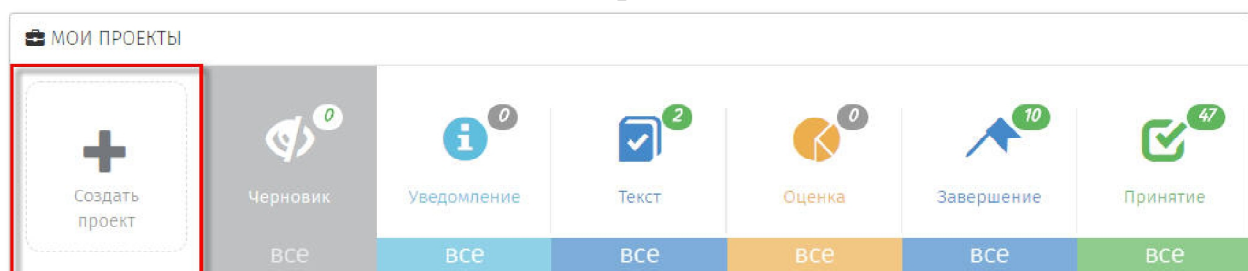 МОИ ПРОЕКТЫ
0 0 2 0 10 47
Создать проект
Черновик Уведомление Текст Оценка Завершение Принятие
все все все все все все